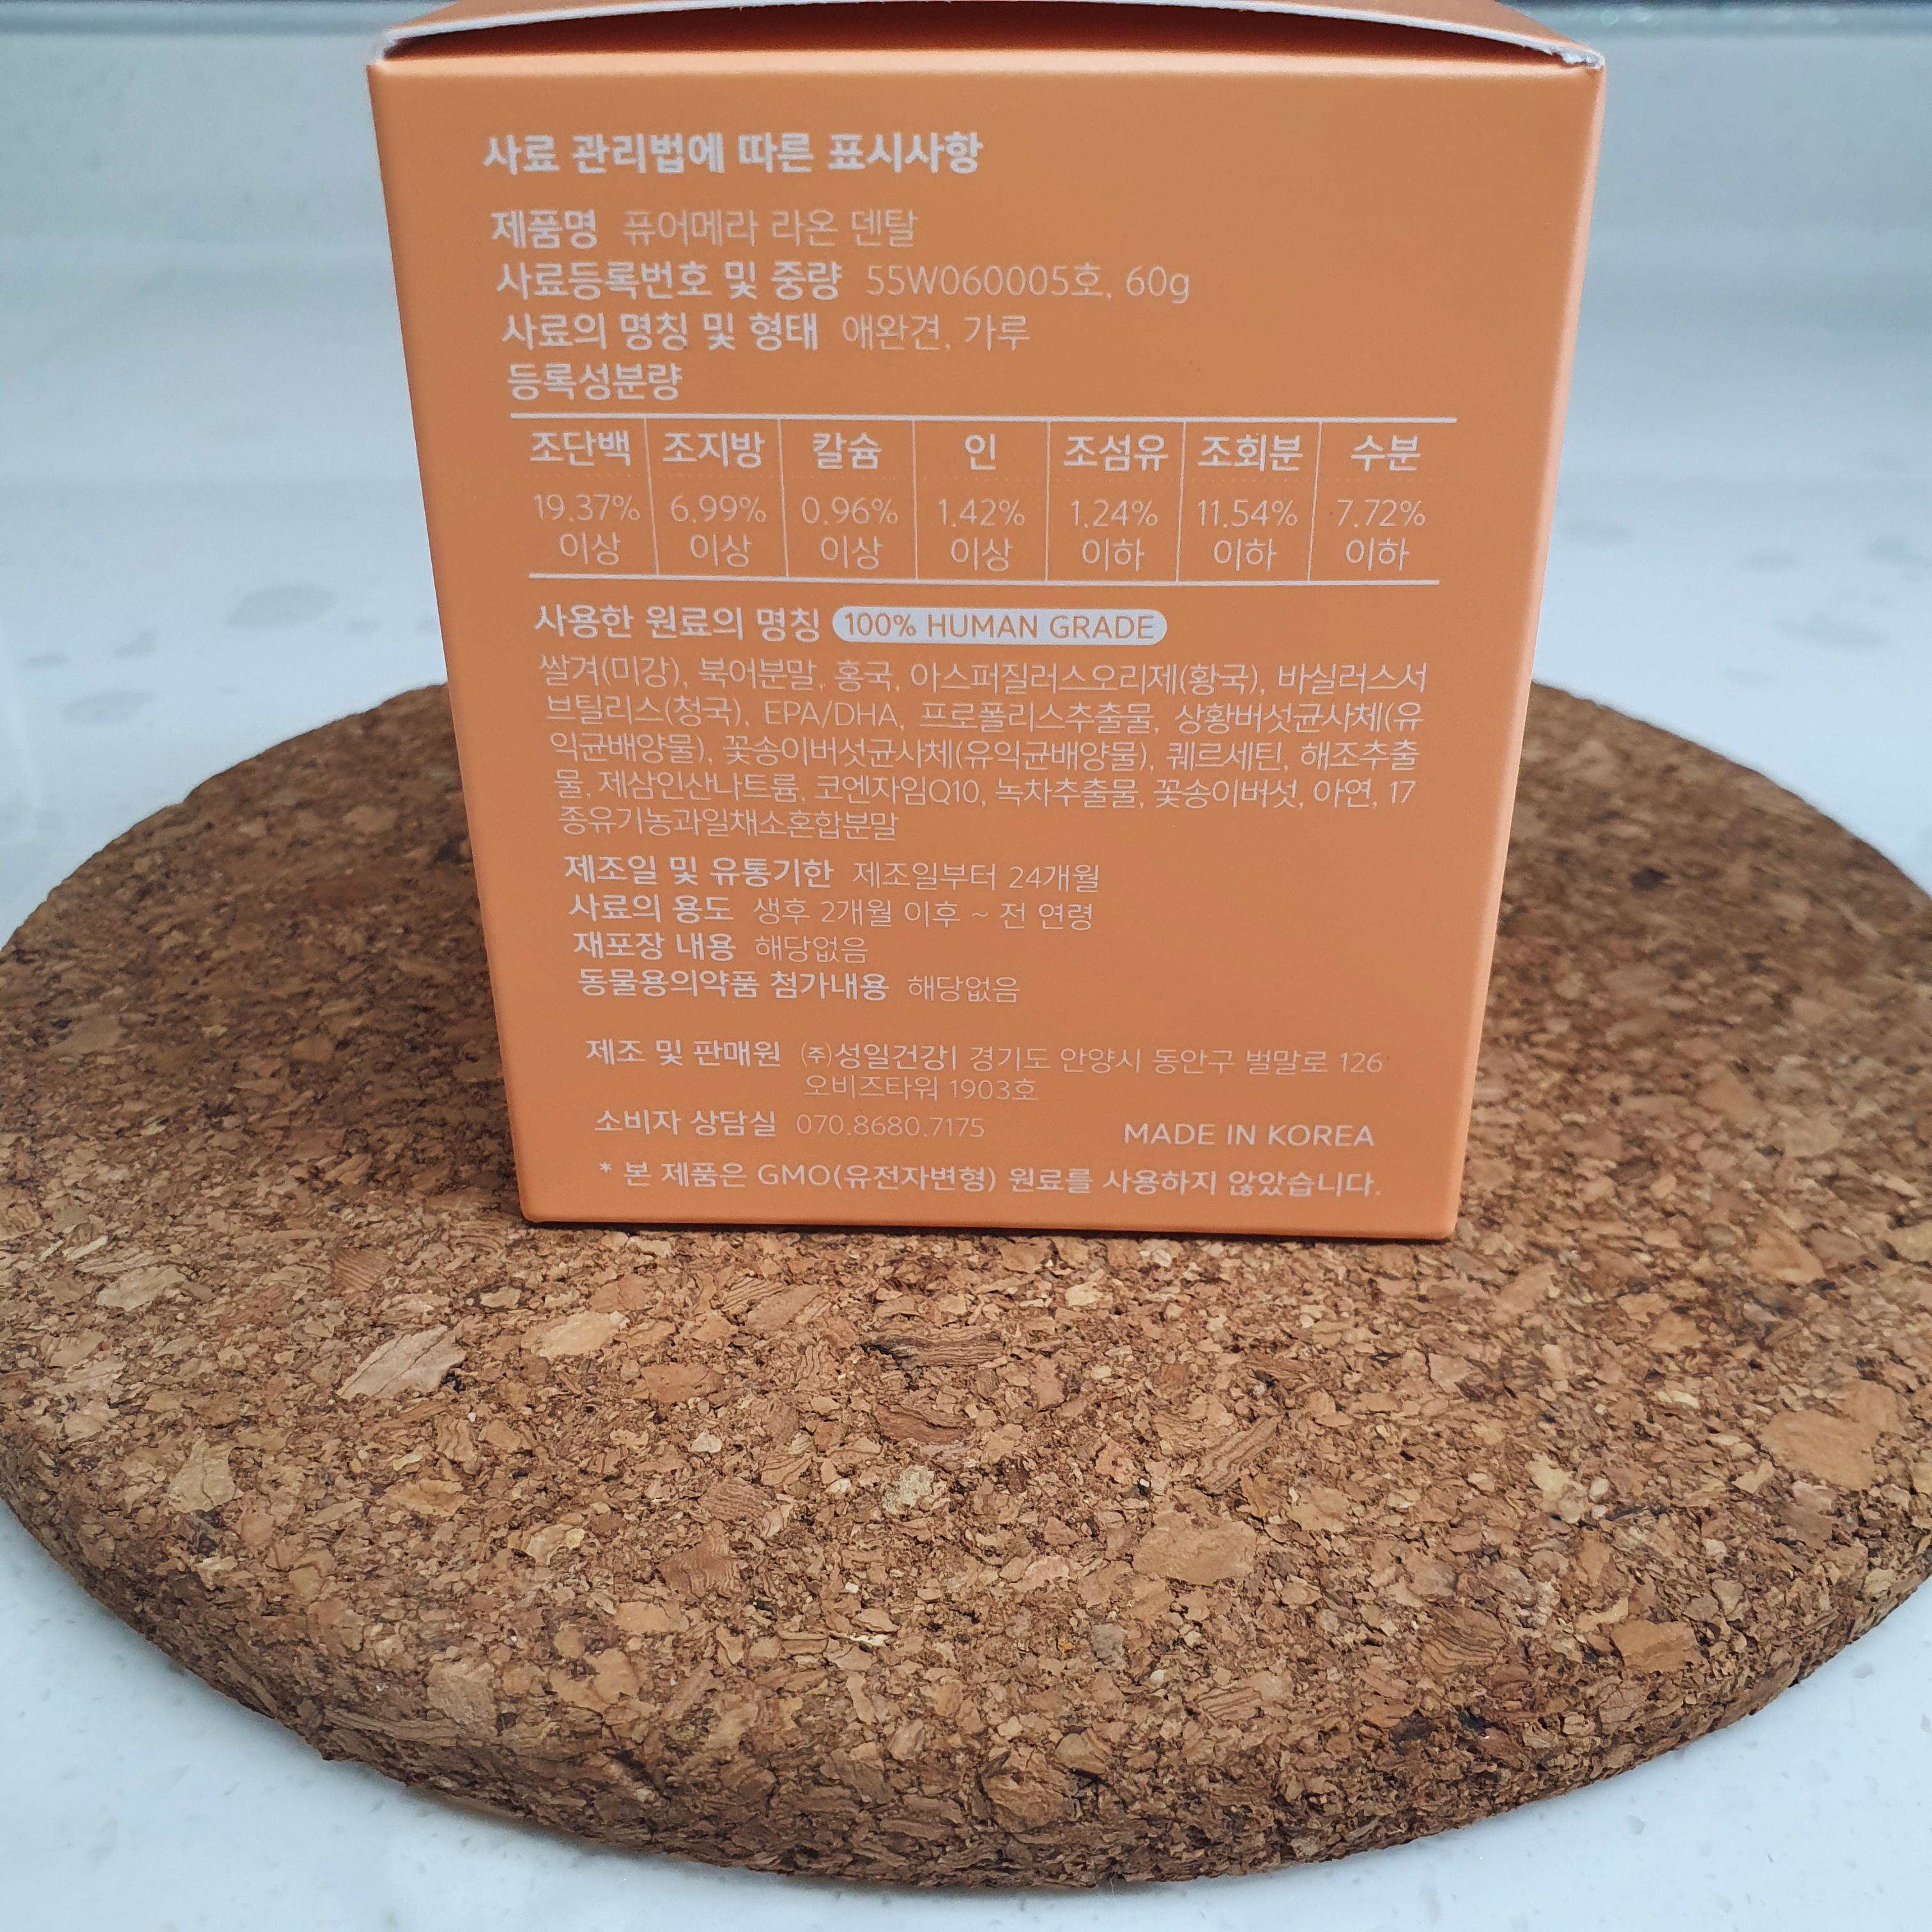 사료 관리법에 따른 표시사항
제품명 퓨어메라 라온 덴탈
사료등록번호 및 중량 55W060005호, 60g
사료의 명칭 및 형태 애완견, 가루
등록성분량
조단백 조지방 칼슘 인 조섬유 조회분 수분
19.37% 6.99% 0.96% 1.42% 1.24% 11.54% 7.72%
이상 이상 이상 이상 이하 이하 이하
사용한 원료의 명칭 100% HUMAN GRADE
쌀겨(미강), 북어분말, 홍국, 아스퍼질러스오리제(황국), 바실러스서
브틸리스(청국), EPA/DHA, 프로폴리스추출물, 상황버섯균사체(유
익균배양물), 꽃송이버섯균사체(유익균배양물), 퀘르세틴, 해조추출
물, 제삼인산나트륨, 코엔자임Q10, 녹차추출물, 꽃송이버섯, 아연, 17
종유기농과일채소혼합분말
제조일 및 유통기한 제조일부터 24개월
사료의 용도 생후 2개월 이후 ~ 전 연령
재포장 내용 해당없음
동물용의약품 첨가내용 해당없음
제조 및 판매원 ㈜성일건강| 경기도 안양시 동안구 벌말로 126
오비즈타워 1903호
소비자 상담실 070.8680.7175 MADE IN KOREA
* 본 제품은 GMO(유전자변형) 원료를 사용하지 않았습니다.